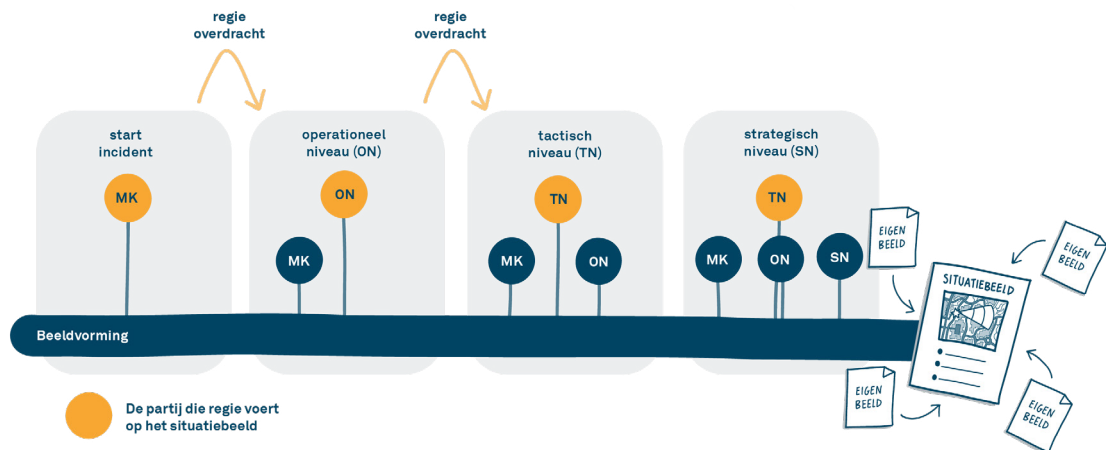 regie
overdracht
regie
overdracht
start
incident
MK
operationeel
niveau (ON)
ON
MK
tactisch
niveau (TN)
TN
MK
ON
strategisch
niveau (SN)
TN
MK
ON
SN
Beeldvorming
De partij die regie voert
op het situatiebeeld
EIGEN
BEELD
EIGEN
BEELD
SITUATIEBEELD
EIGEN
BEELD
EIGEN
BEELD